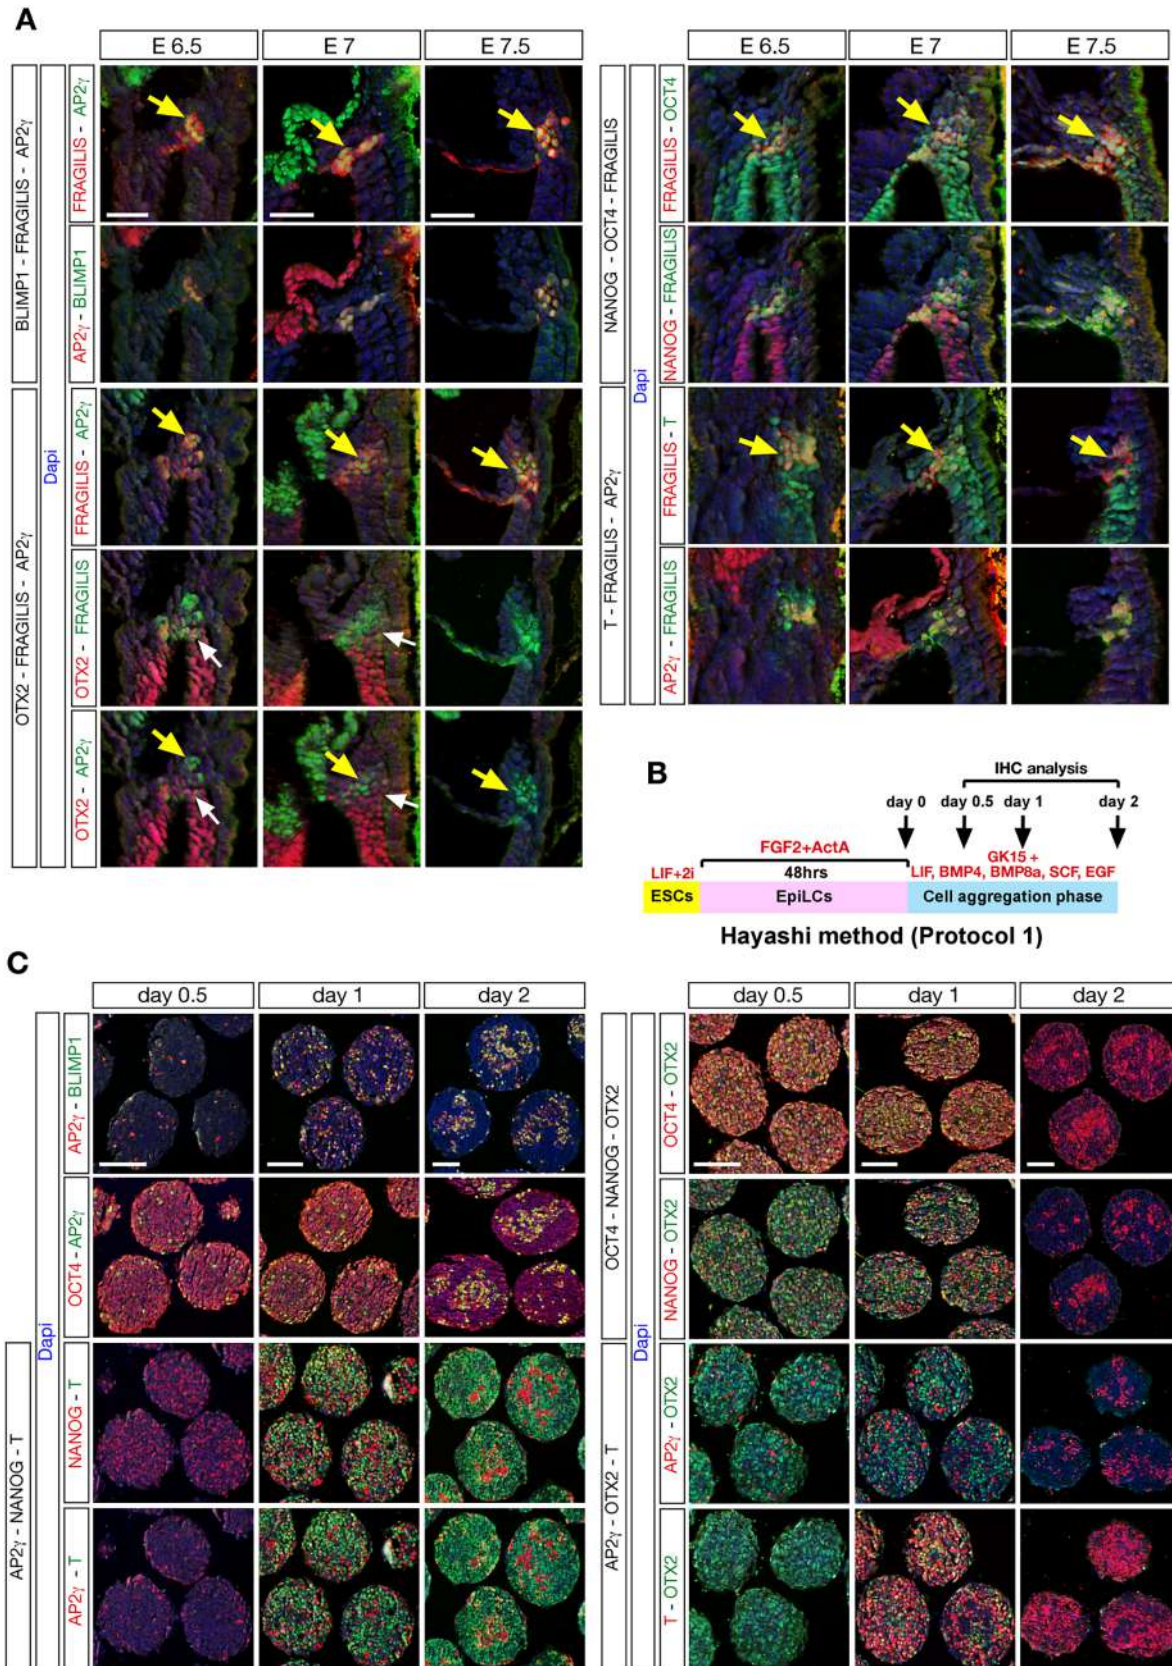 A
E 6.5
E 7
E 7.5
BLIMP1 - FRAGILIS - AP2γ
OTX2 - FRAGILIS - AP2γ
Dapi
FRAGILIS - AP2γ
AP2γ - BLIMP1
FRAGILIS - AP2γ
OTX2 - FRAGILIS
OTX2 - AP2γ
E 6.5
E 7
E 7.5
NANOG - OCT4 - FRAGILIS
T - FRAGILIS - AP2γ
Dapi
FRAGILIS - OCT4
NANOG - FRAGILIS
FRAGILIS - T
AP2γ - FRAGILIS
B
IHC analysis
day 0
day 0.5
day 1
day 2
FGF2+ActA
GK15 +
LIF+2i
48hrs
LIF, BMP4, BMP8a, SCF, EGF
ESCs
EpiLCs
Cell aggregation phase
Hayashi method (Protocol 1)
C
day 0.5
day 1
day 2
Dapi
AP2γ - NANOG - T
AP2γ - BLIMP1
OCT4 - AP2γ
NANOG - T
AP2γ - T
day 0.5
day 1
day 2
OCT4 - NANOG - OTX2
AP2γ - OTX2 - T
Dapi
OCT4 - OTX2
NANOG - OTX2
AP2γ - OTX2
T - OTX2